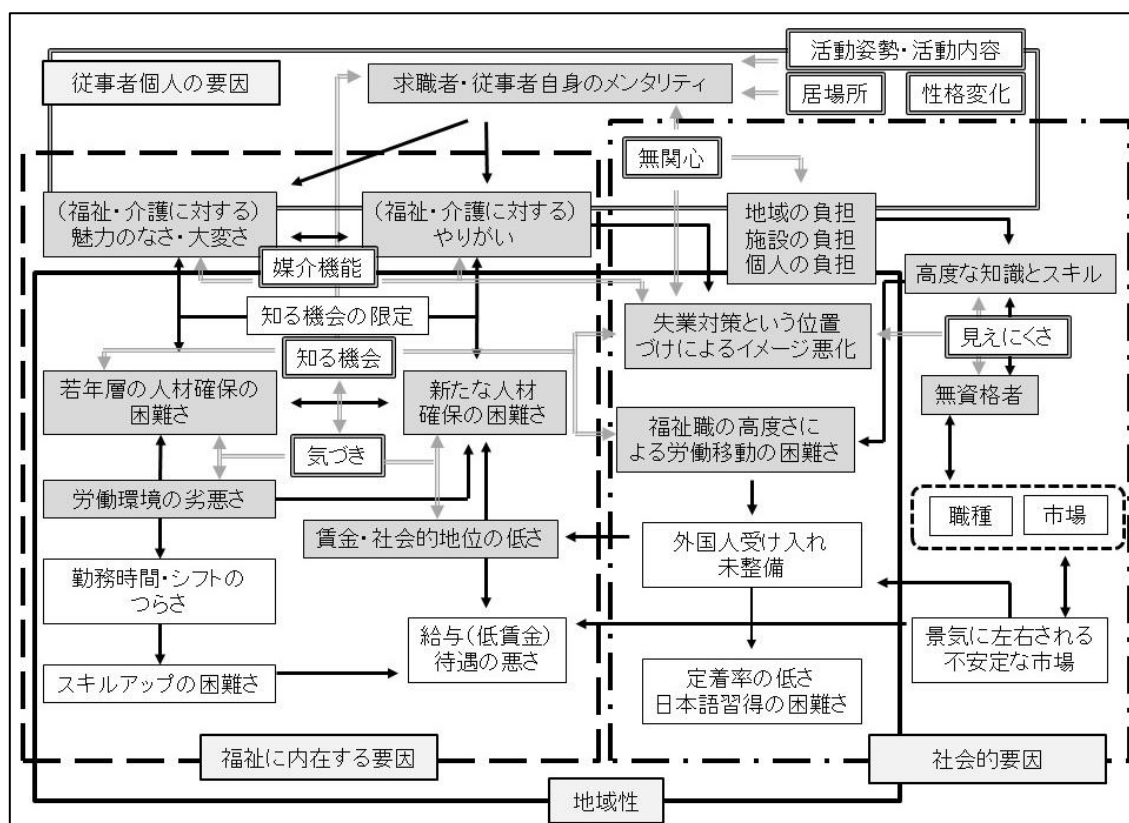 活動姿勢・活動内容
従事者個人の要因
求職者・従事者自身のメンタリティ
居場所
性格変化
無関心
(福祉・介護に対する)
魅力のなさ・大変さ
(福祉・介護に対する)
やりがい
地域の負担
施設の負担
個人の負担
媒介機能
高度な知識とスキル
知る機会の限定
失業対策という位置
づけによるイメージ悪化
見えにくさ
知る機会
若年層の人材確保の
困難さ
新たな人材
確保の困難さ
無資格者
福祉職の高度さに
よる労働移動の困難さ
気づき
労働環境の劣悪さ
職種
市場
賃金・社会的地位の低さ
外国人受け入れ
未整備
勤務時間・シフトの
つらさ
給与(低賃金)
待遇の悪さ
景気に左右される
不安定な市場
スキルアップの困難さ
定着率の低さ
日本語習得の困難さ
福祉に内在する要因
社会的要因
地域性